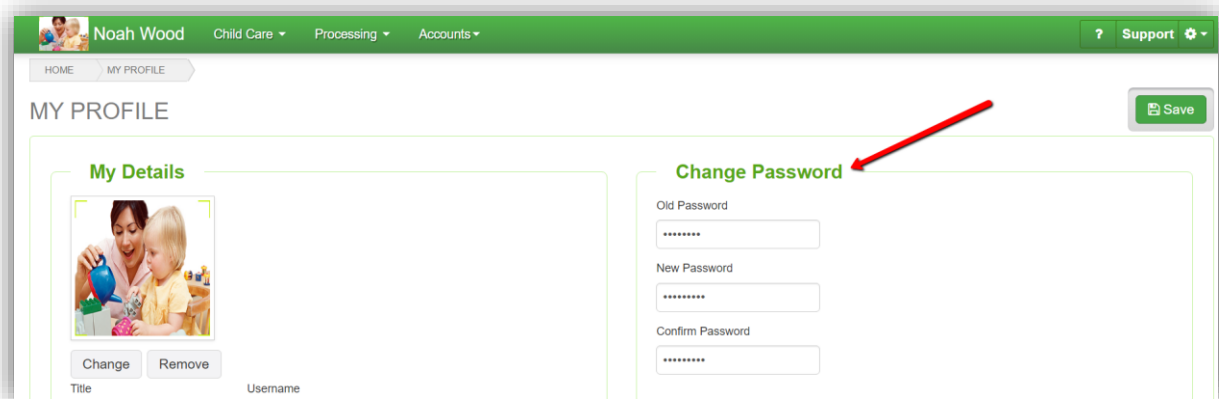 Noah Wood Child Care Processing Accounts ? Support
HOME MY PROFILE
MY PROFILE
Save
My Details
Change Remove
Title Username
Change Password
Old Password
••••••••
New Password
•••••••••
Confirm Password
•••••••••